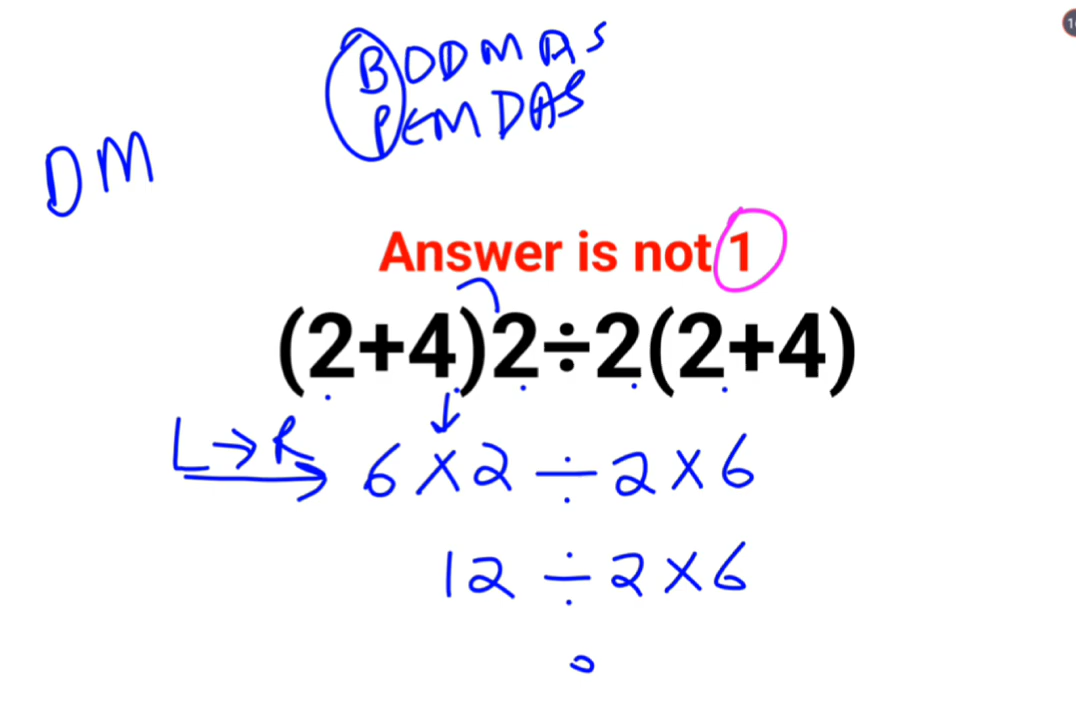 BODMAS
PEMDAS
DM
Answer is not 1
(2+4)2÷2(2+4)
L→R 6×2÷2×6
12÷2×6